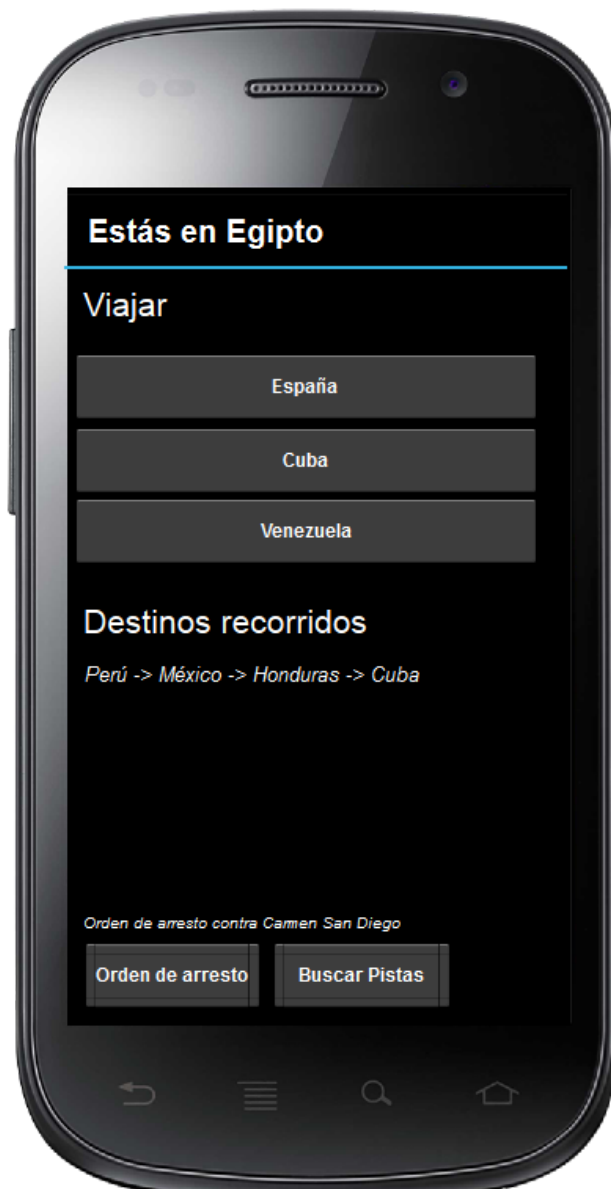 Estás en Egipto
Viajar
España
Cuba
Venezuela
Destinos recorridos
Perú -> México -> Honduras -> Cuba
Orden de arresto contra Carmen San Diego
Orden de arresto
Buscar Pistas